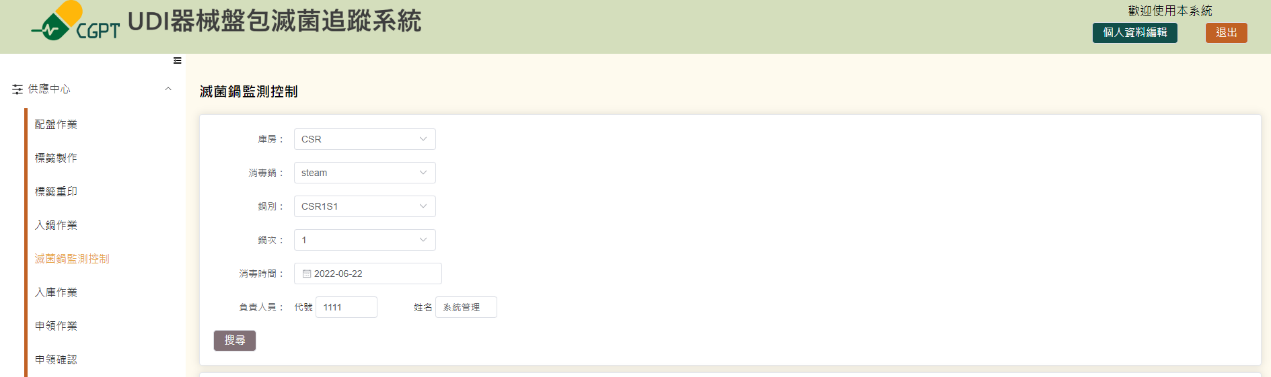 CGPT
UDI器械盤包滅菌追蹤系統
歡迎使用本系統
個人資料編輯
退出
供應中心
配盤作業
標籤製作
標籤重印
入鍋作業
滅菌鍋監測控制
入庫作業
申領作業
申領確認
滅菌鍋監測控制
庫房：
CSR
消毒鍋：
steam
鍋別：
CSR1S1
鍋次：
1
消毒時間：
2022-06-22
負責人員：
代號
1111
姓名
系統管理
搜尋